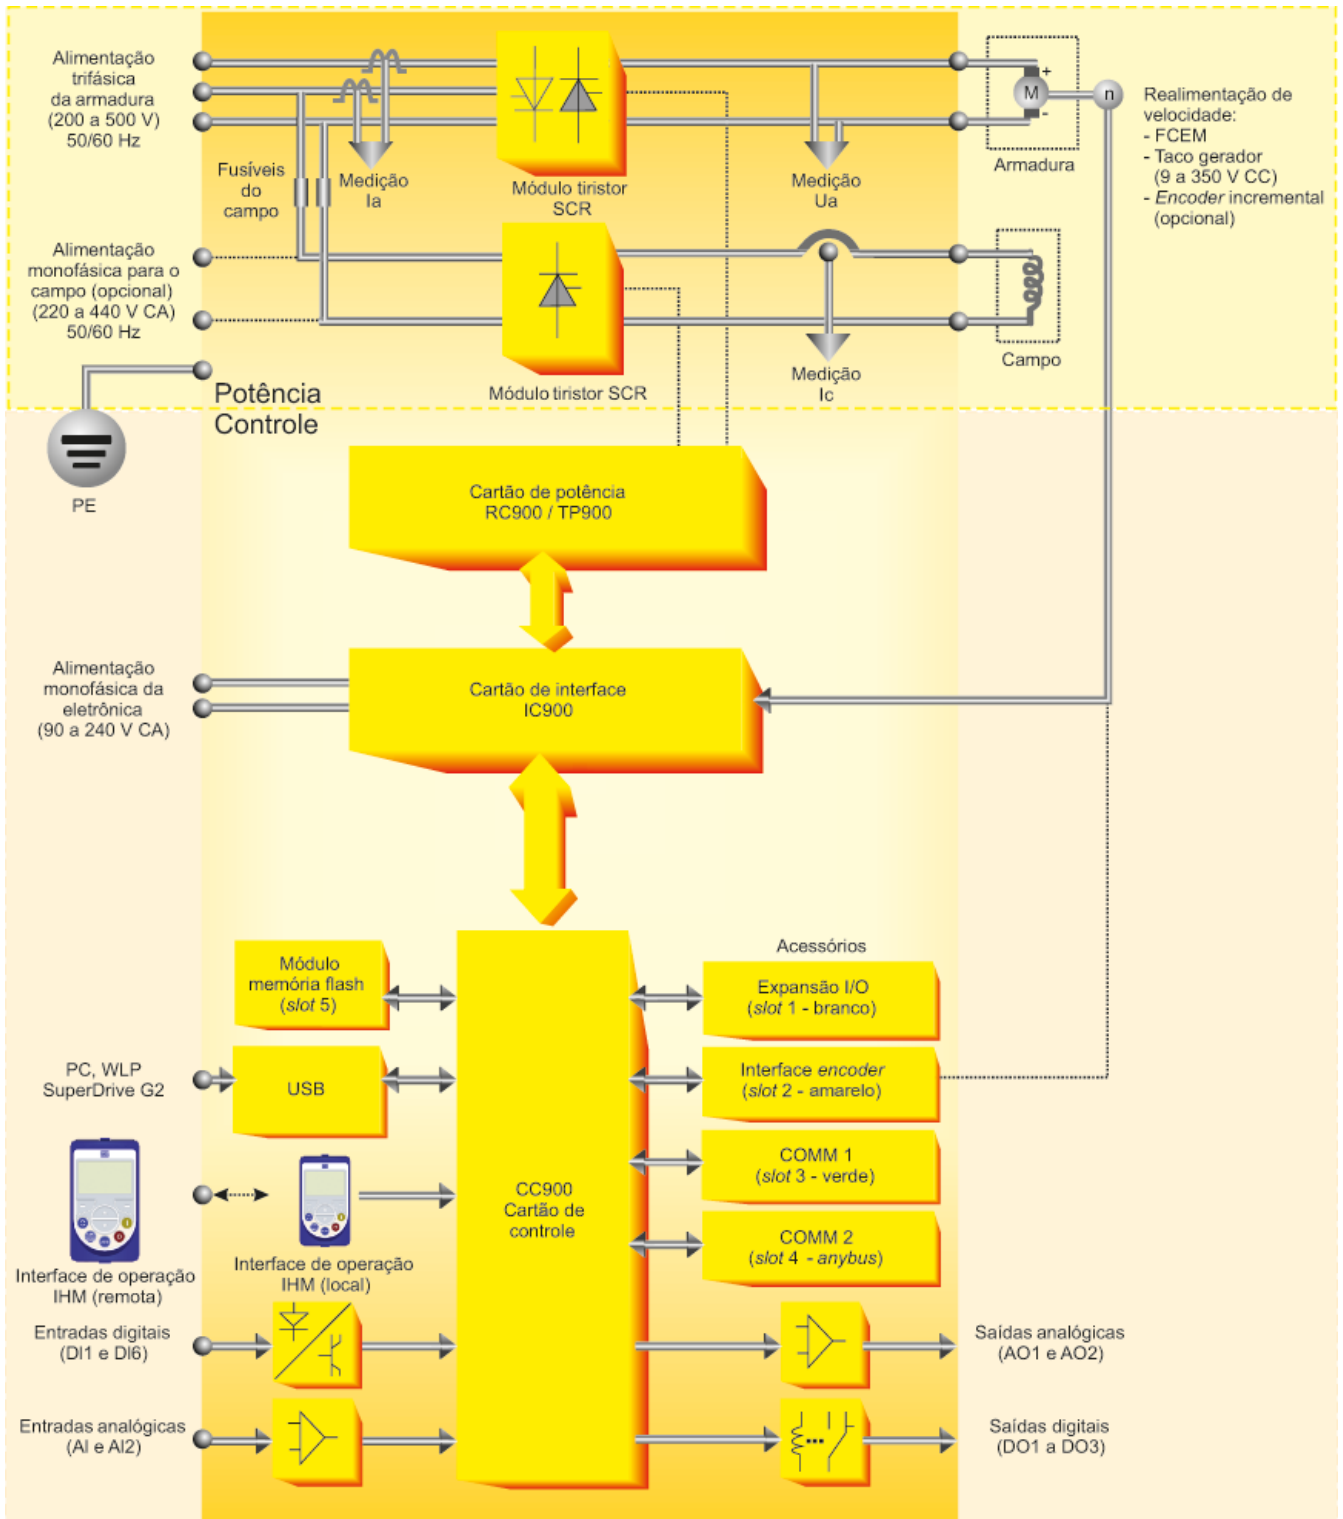 Alimentação
trifásica
da armadura
(200 a 500 V)
50/60 Hz
Fusíveis
do
campo
Medição
Ia
Módulo tiristor
SCR
Medição
Ua
+
M
-
n
Armadura
Realimentação de
velocidade:
- FCEM
- Taco gerador
(9 a 350 V CC)
- Encoder incremental
(opcional)
Alimentação
monofásica para o
campo (opcional)
(220 a 440 V CA)
50/60 Hz
Módulo tiristor SCR
Medição
Ic
Campo
Potência
Controle
PE
Cartão de potência
RC900 / TP900
Alimentação
monofásica da
eletrônica
(90 a 240 V CA)
Cartão de interface
IC900
Módulo
memória flash
(slot 5)
PC, WLP
SuperDrive G2
USB
Interface de operação
IHM (remota)
Interface de operação
IHM (local)
CC900
Cartão de
controle
Acessórios
Expansão I/O
(slot 1 - branco)
Interface encoder
(slot 2 - amarelo)
COMM 1
(slot 3 - verde)
COMM 2
(slot 4 - anybus)
Entradas digitais
(DI1 e DI6)
Saídas analógicas
(AO1 e AO2)
Entradas analógicas
(AI e AI2)
Saídas digitais
(DO1 a DO3)